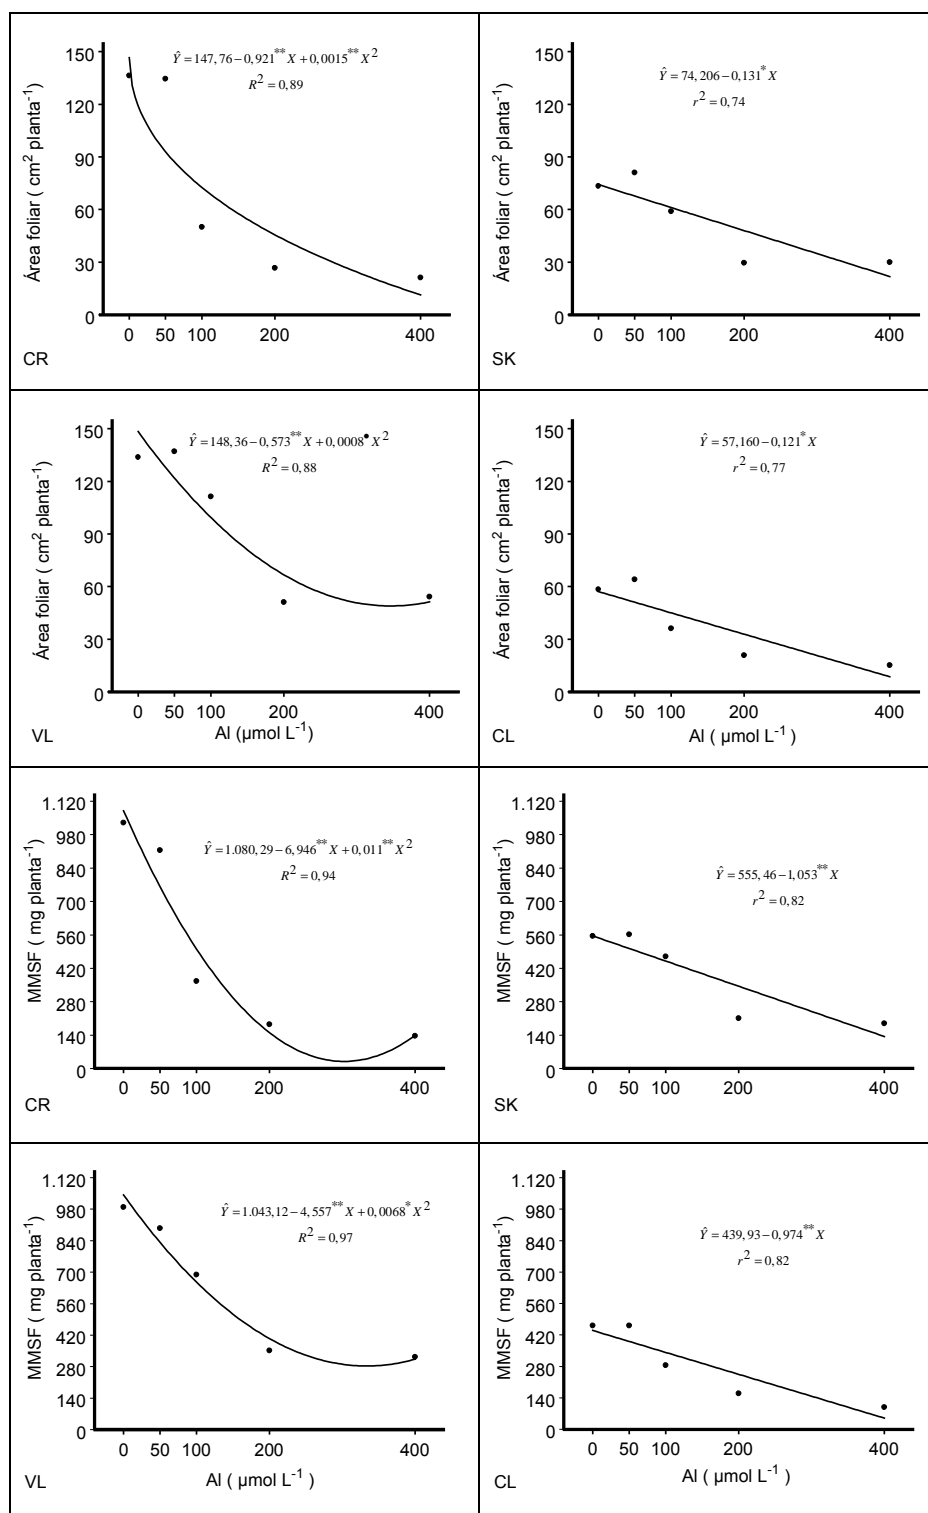 Ŷ = 147,76 − 0,921** X + 0,0015** X²
R² = 0,89
Área foliar ( cm² planta⁻¹)
150
120
90
60
30
0
0 50 100 200 400
CR
Ŷ = 74,206 − 0,131* X
r² = 0,74
Área foliar ( cm² planta⁻¹)
150
120
90
60
30
0
0 50 100 200 400
SK
Ŷ = 148,36 − 0,573** X + 0,0008* X²
R² = 0,88
Área foliar ( cm² planta⁻¹)
150
120
90
60
30
0
0 50 100 200 400
VL
Al (µmol L⁻¹)
Ŷ = 57,160 − 0,121* X
r² = 0,77
Área foliar ( cm² planta⁻¹)
150
120
90
60
30
0
0 50 100 200 400
CL
Al ( µmol L⁻¹ )
Ŷ = 1.080,29 − 6,946** X + 0,011** X²
R² = 0,94
MMSF ( mg planta⁻¹)
1.120
980
840
700
560
420
280
140
0
0 50 100 200 400
CR
Ŷ = 555,46 − 1,053** X
r² = 0,82
MMSF ( mg planta⁻¹)
1.120
980
840
700
560
420
280
140
0
0 50 100 200 400
SK
Ŷ = 1.043,12 − 4,557** X + 0,0068* X²
R² = 0,97
MMSF ( mg planta⁻¹)
1.120
980
840
700
560
420
280
140
0
0 50 100 200 400
VL
Al ( µmol L⁻¹ )
Ŷ = 439,93 − 0,974** X
r² = 0,82
MMSF ( mg planta⁻¹)
1.120
980
840
700
560
420
280
140
0
0 50 100 200 400
CL
Al ( µmol L⁻¹ )